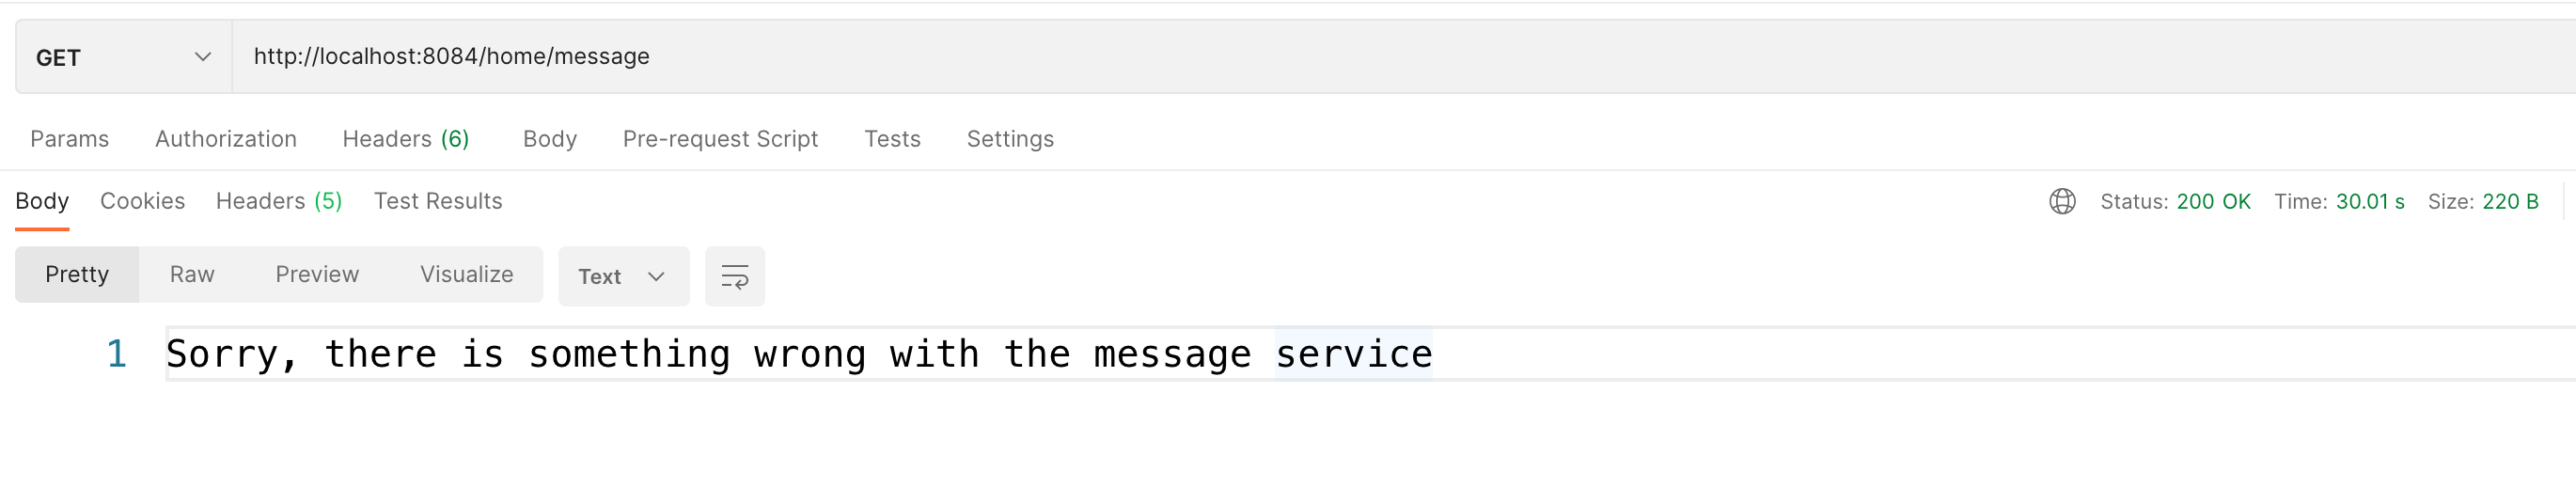 GET http://localhost:8084/home/message
Params Authorization Headers (6) Body Pre-request Script Tests Settings
Body Cookies Headers (5) Test Results Status: 200 OK Time: 30.01 s Size: 220 B
Pretty Raw Preview Visualize Text
1 Sorry, there is something wrong with the message service